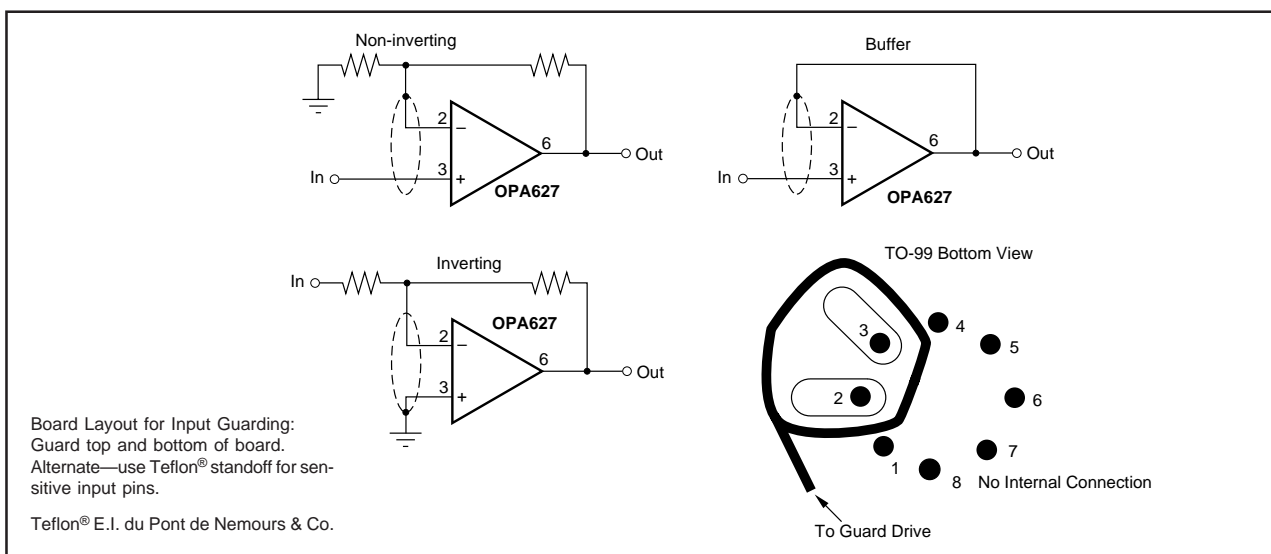 Non-inverting
2
–
3
+
6
In
Out
OPA627
Buffer
2
–
3
+
6
In
Out
OPA627
In
Inverting
OPA627
2
–
3
+
6
Out
TO-99 Bottom View
3
4
5
2
6
7
1
8 No Internal Connection
To Guard Drive
Board Layout for Input Guarding:
Guard top and bottom of board.
Alternate—use Teflon® standoff for sen-
sitive input pins.
Teflon® E.I. du Pont de Nemours & Co.